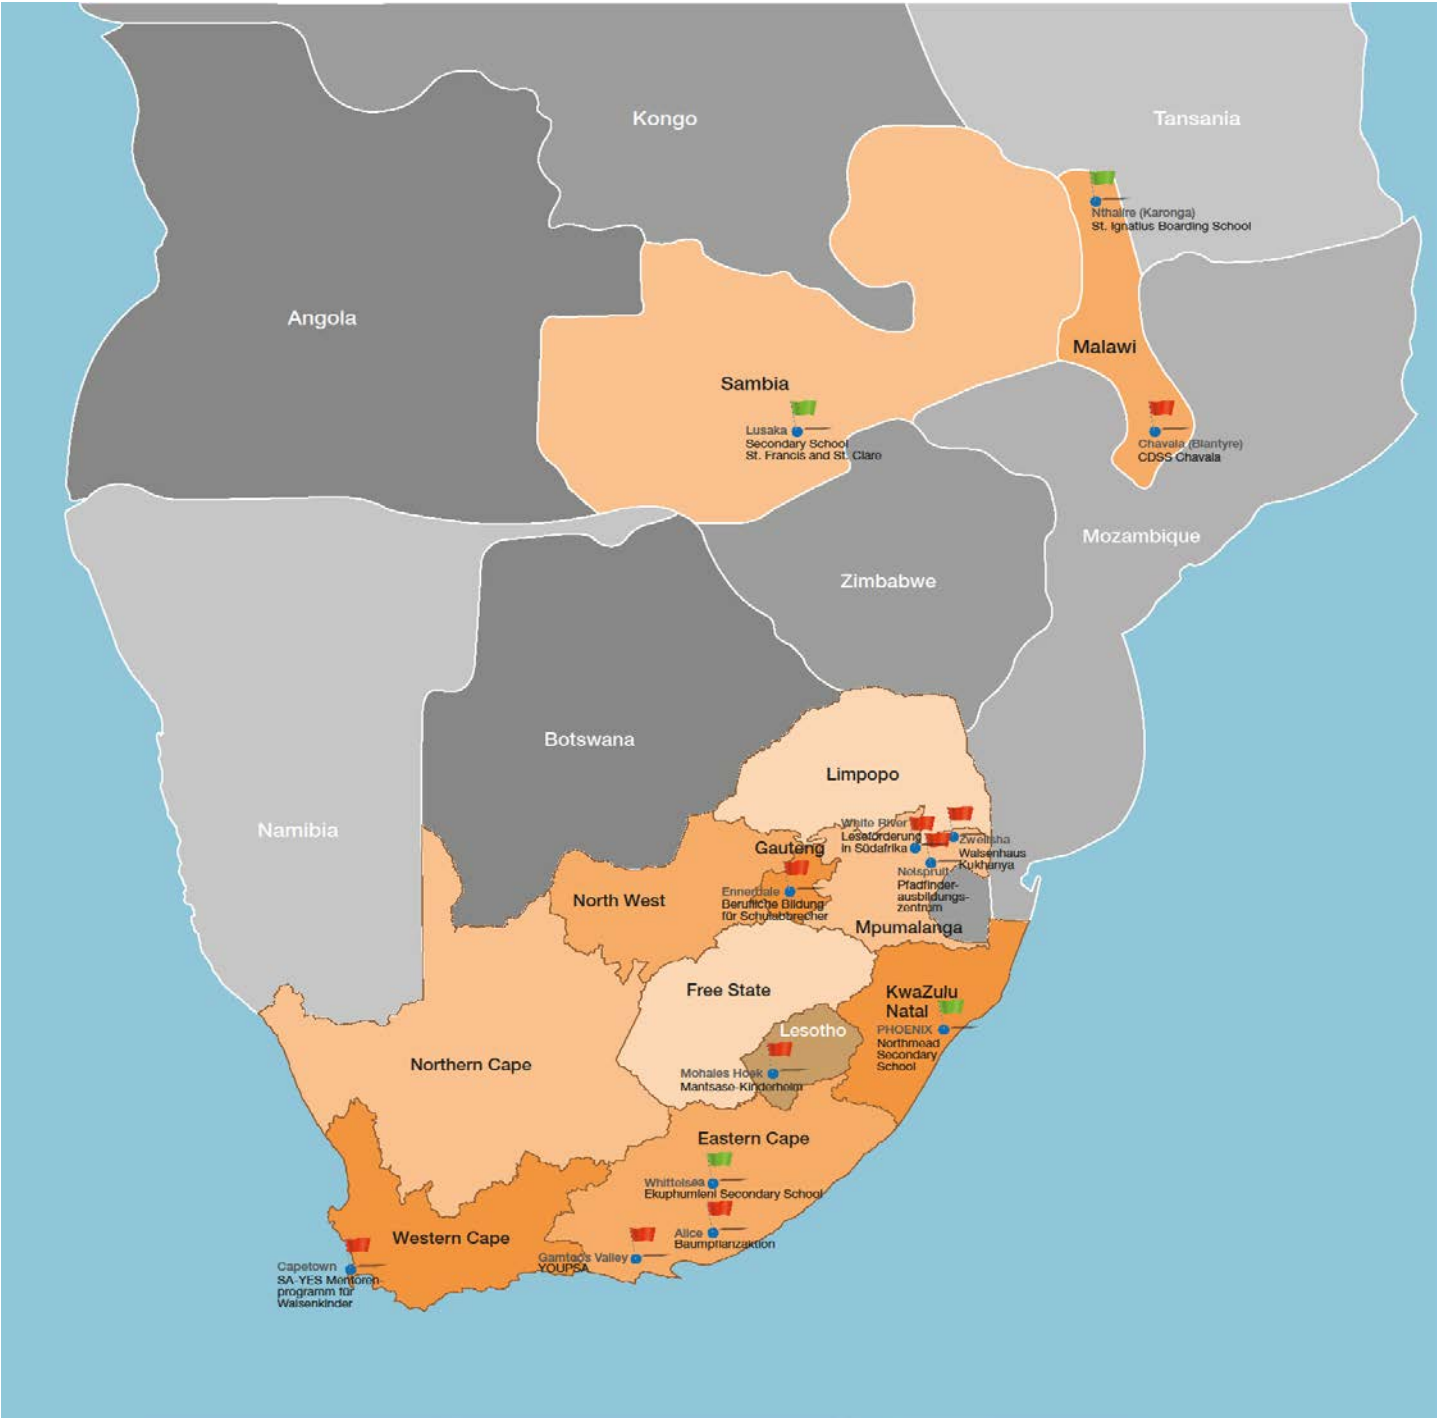 Kongo
Tansania
Nthalire (Karonga)
St. Ignatius Boarding School
Angola
Malawi
Sambia
Lusaka
Secondary School
St. Francis and St. Clare
Chavala (Blantyre)
CDSS Chavala
Mozambique
Zimbabwe
Botswana
Limpopo
Namibia
White River
Leseförderung
in Südafrika
Zwelisha
Waisenhaus
Kukhanya
Gauteng
Nelspruit
Pfadfinder-
ausbildungs-
zentrum
Ennerdale
Berufliche Bildung
für Schulabbrecher
North West
Mpumalanga
Free State
KwaZulu
Natal
PHOENIX
Northmead
Secondary
School
Lesotho
Mohales Hoek
Mantsase-Kinderheim
Northern Cape
Eastern Cape
Whittelsea
Ekuphumleni Secondary School
Alice
Baumpflanzaktion
Western Cape
Gamtoos Valley
YOUPSA
Capetown
SA-YES Mentoren-
programm für
Waisenkinder